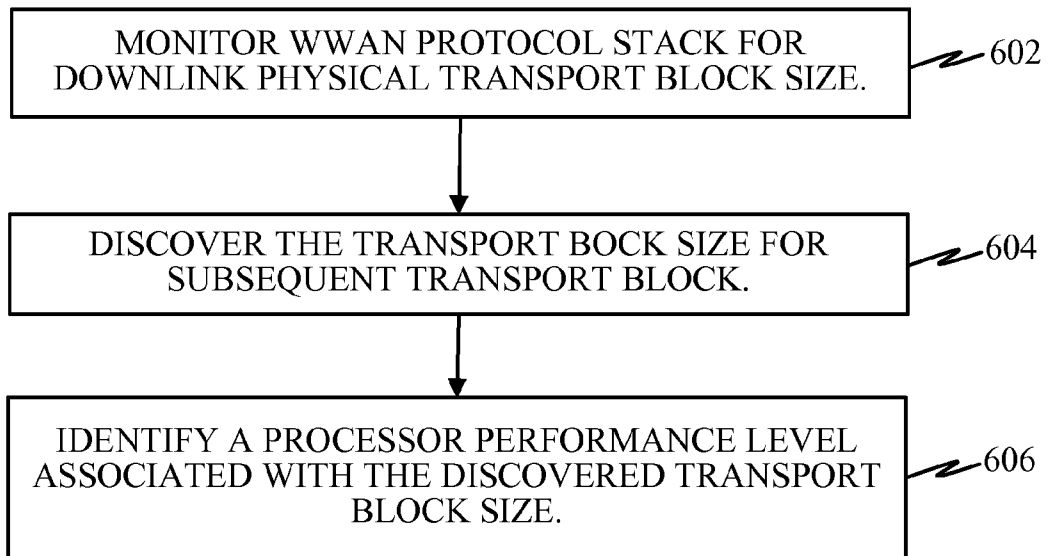 MONITOR WWAN PROTOCOL STACK FOR
DOWNLINK PHYSICAL TRANSPORT BLOCK SIZE.
602
DISCOVER THE TRANSPORT BOCK SIZE FOR
SUBSEQUENT TRANSPORT BLOCK.
604
IDENTIFY A PROCESSOR PERFORMANCE LEVEL
ASSOCIATED WITH THE DISCOVERED TRANSPORT
BLOCK SIZE.
606